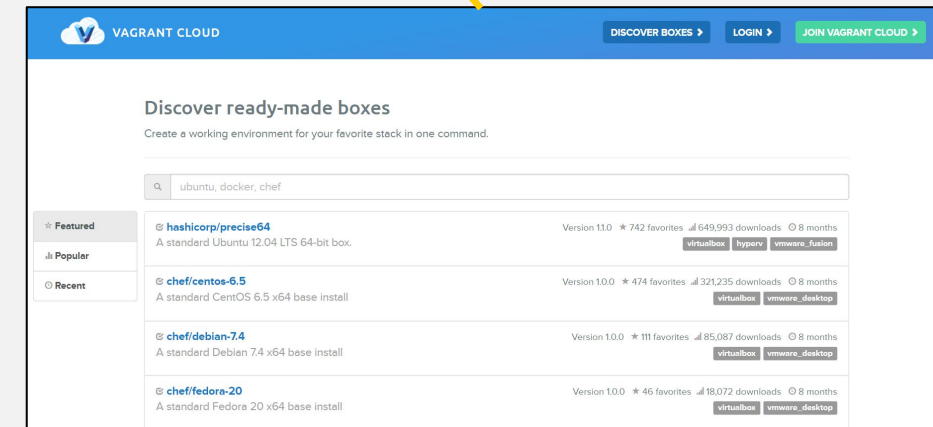 VAGRANT CLOUD
DISCOVER BOXES
LOGIN
JOIN VAGRANT CLOUD
Discover ready-made boxes
Create a working environment for your favorite stack in one command.
ubuntu, docker, chef
Featured
Popular
Recent
hashicorp/precise64
Version 1.1.0 ★ 742 favorites 649,993 downloads 8 months
A standard Ubuntu 12.04 LTS 64-bit box.
virtualbox hyperv vmware_fusion
chef/centos-6.5
Version 1.0.0 ★ 474 favorites 321,235 downloads 8 months
A standard CentOS 6.5 x64 base install
virtualbox vmware_desktop
chef/debian-7.4
Version 1.0.0 ★ 111 favorites 85,087 downloads 8 months
A standard Debian 7.4 x64 base install
virtualbox vmware_desktop
chef/fedora-20
Version 1.0.0 ★ 46 favorites 18,072 downloads 8 months
A standard Fedora 20 x64 base install
virtualbox vmware_desktop